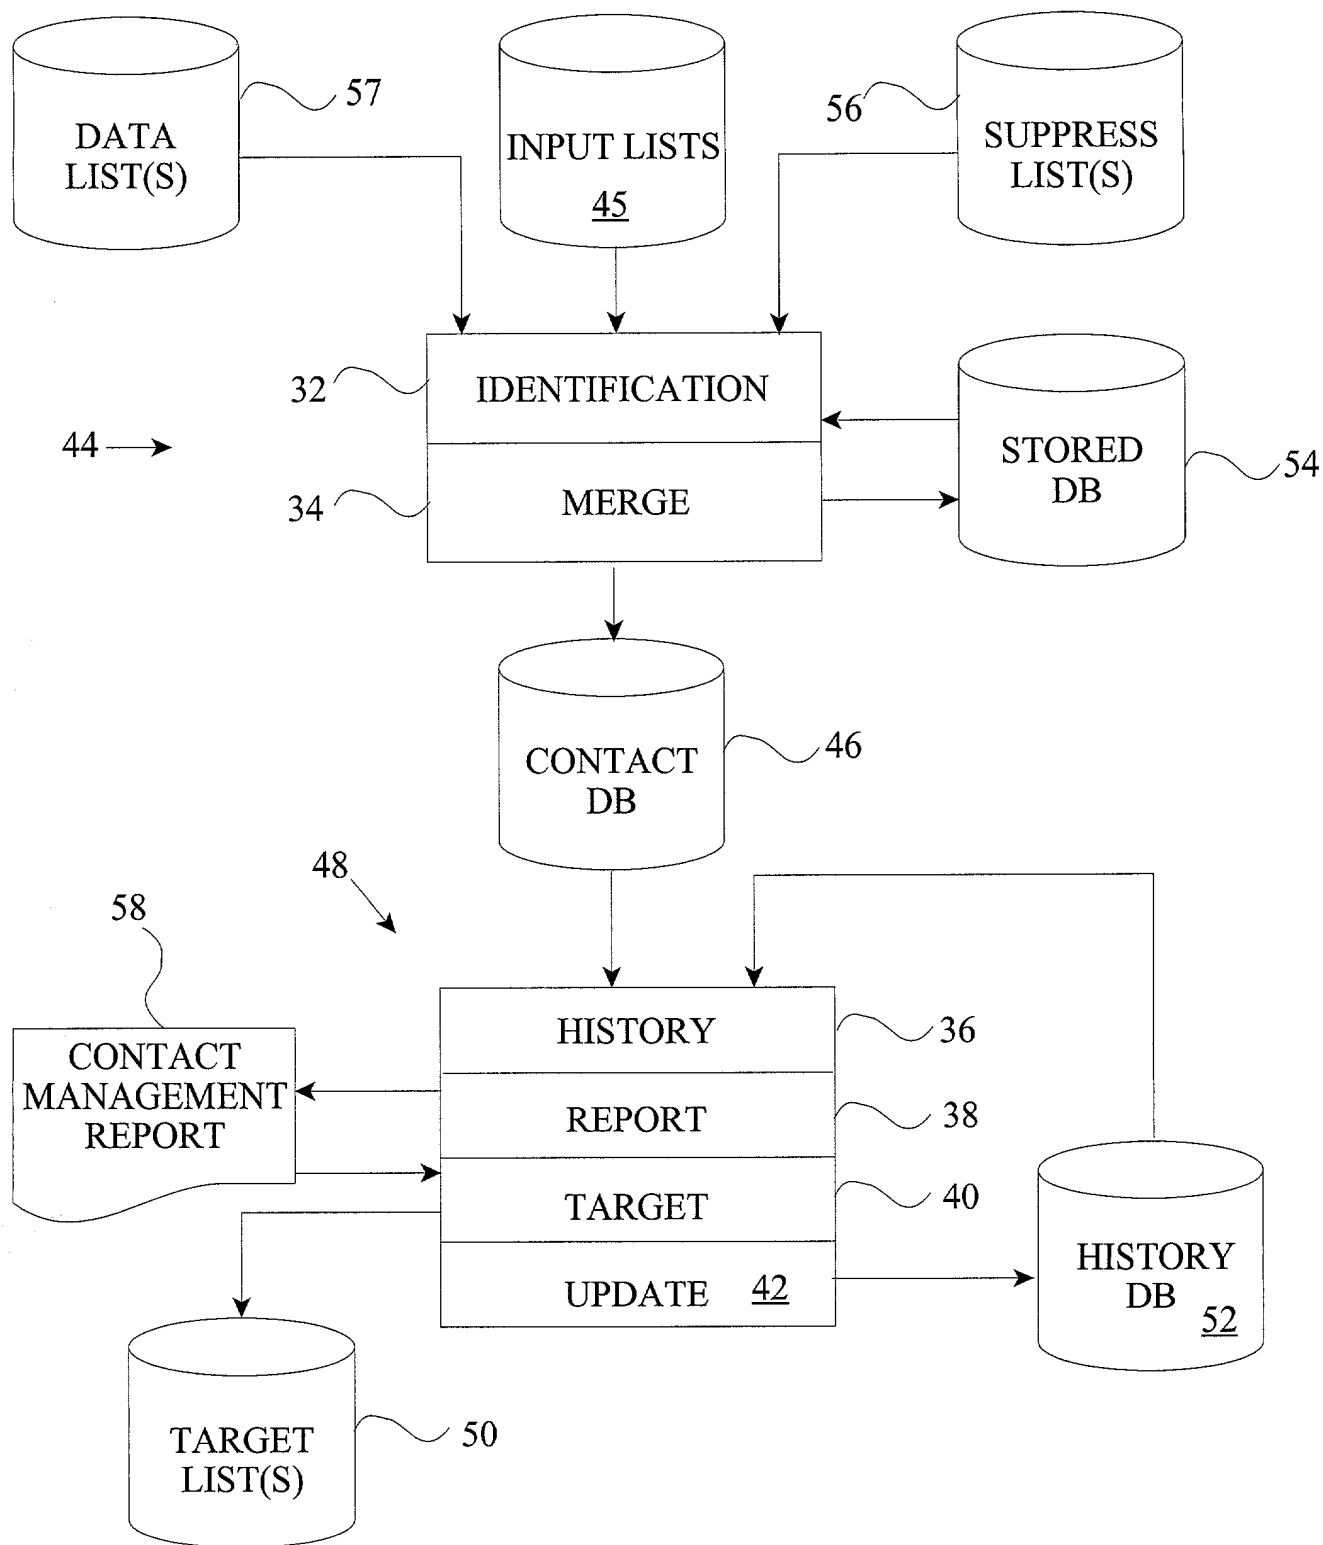 57
DATA
LIST(S)
INPUT LISTS
45
56
SUPPRESS
LIST(S)
32
IDENTIFICATION
44
STORED
DB
54
34
MERGE
CONTACT
DB
46
48
58
CONTACT
MANAGEMENT
REPORT
HISTORY
36
REPORT
38
TARGET
40
UPDATE 42
HISTORY
DB
52
TARGET
LIST(S)
50